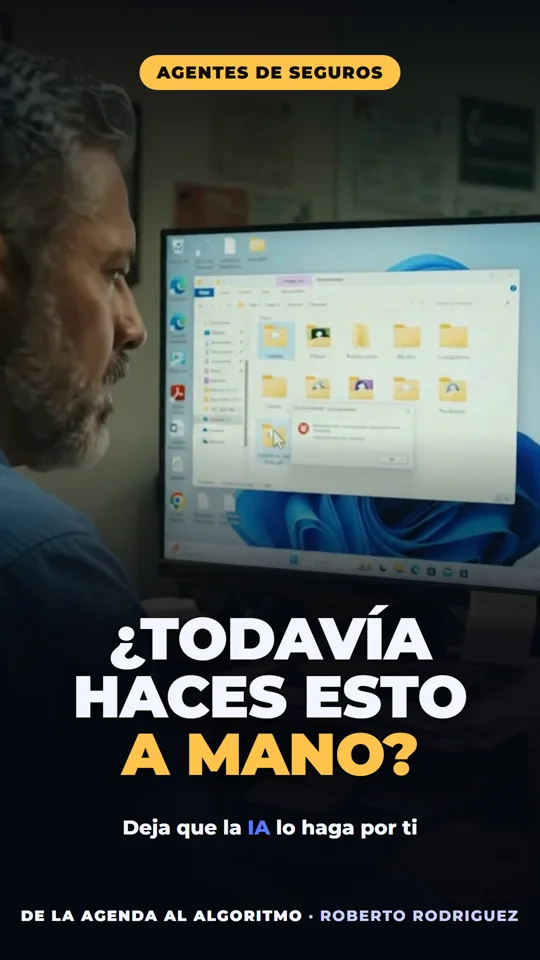 AGENTES DE SEGUROS
¿TODAVÍA
HACES ESTO
A MANO?
Deja que la IA lo haga por ti
DE LA AGENDA AL ALGORITMO · ROBERTO RODRIGUEZ